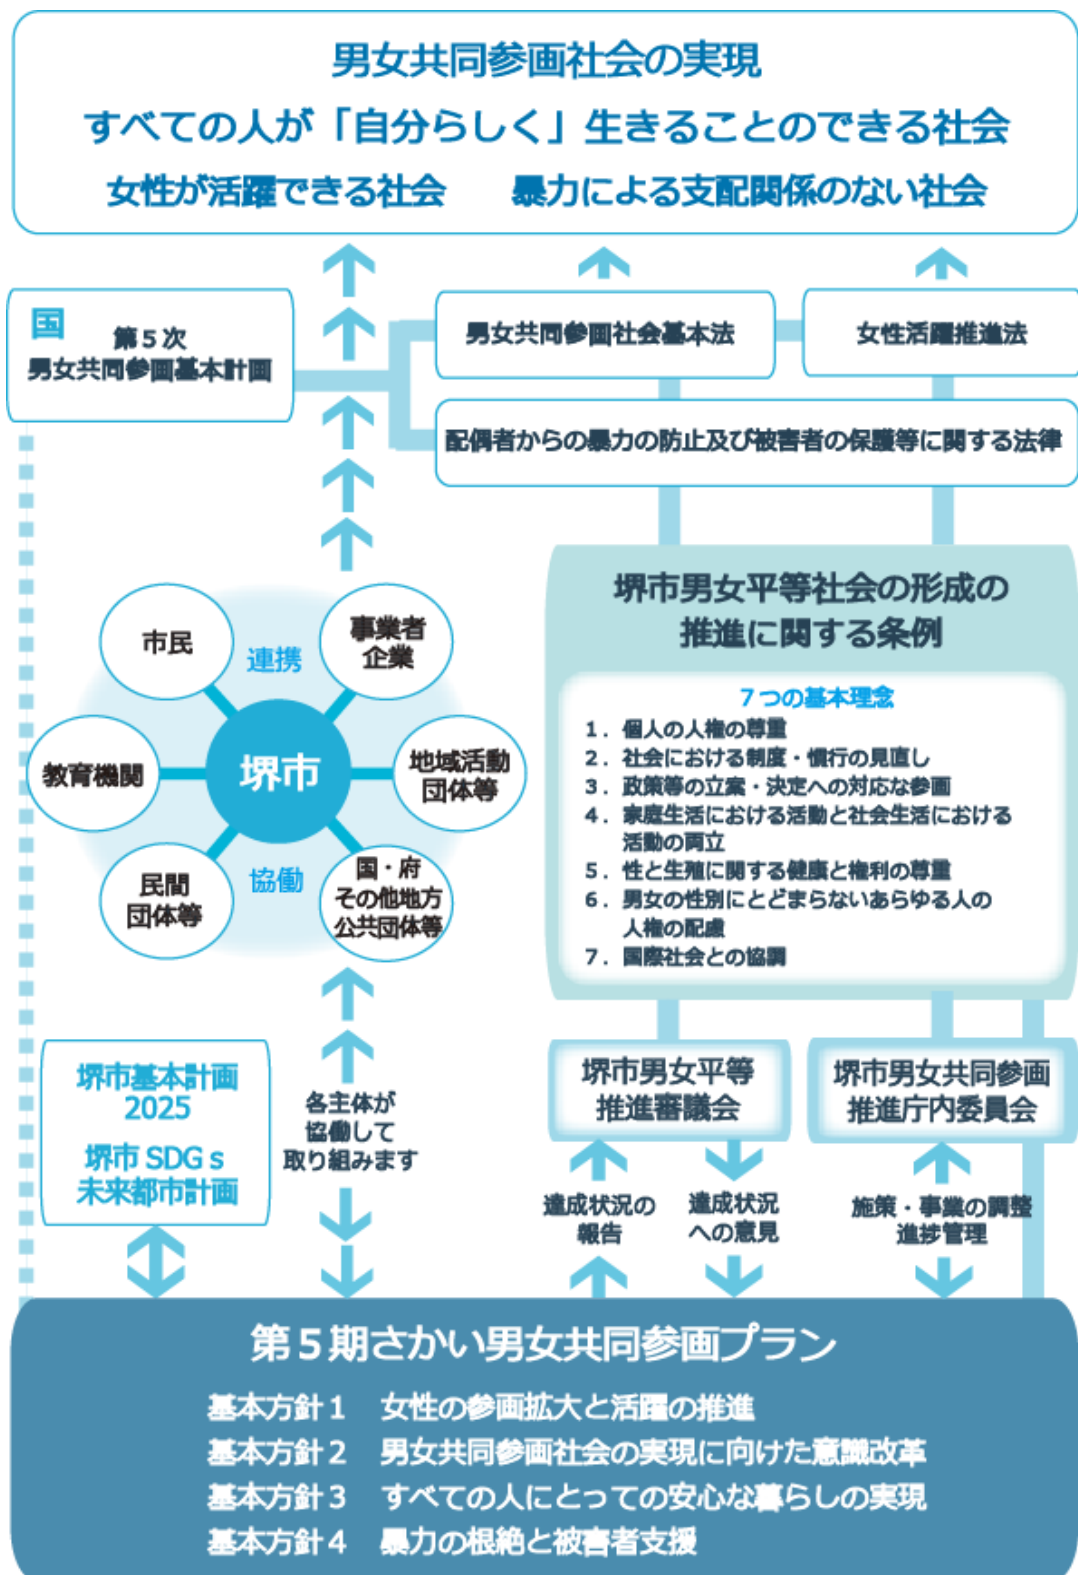 男女共同参画社会の実現
すべての人が「自分らしく」生きることのできる社会
女性が活躍できる社会　暴力による支配関係のない社会
国
第５次
男女共同参画基本計画
男女共同参画社会基本法
女性活躍推進法
配偶者からの暴力の防止及び被害者の保護等に関する法律
市民
連携
事業者
企業
教育機関
堺市
地域活動
団体等
民間
団体等
協働
国・府
その他地方
公共団体等
堺市男女平等社会の形成の
推進に関する条例
７つの基本理念
１．個人の人権の尊重
２．社会における制度・慣行の見直し
３．政策等の立案・決定への対応な参画
４．家庭生活における活動と社会生活における
活動の両立
５．性と生殖に関する健康と権利の尊重
６．男女の性別にとどまらないあらゆる人の
人権の配慮
７．国際社会との協調
堺市基本計画
2025
堺市 SDGｓ
未来都市計画
各主体が
協働して
取り組みます
堺市男女平等
推進審議会
堺市男女共同参画
推進庁内委員会
達成状況の
報告
達成状況
への意見
施策・事業の調整
進捗管理
第５期さかい男女共同参画プラン
基本方針１　女性の参画拡大と活躍の推進
基本方針２　男女共同参画社会の実現に向けた意識改革
基本方針３　すべての人にとっての安心な暮らしの実現
基本方針４　暴力の根絶と被害者支援